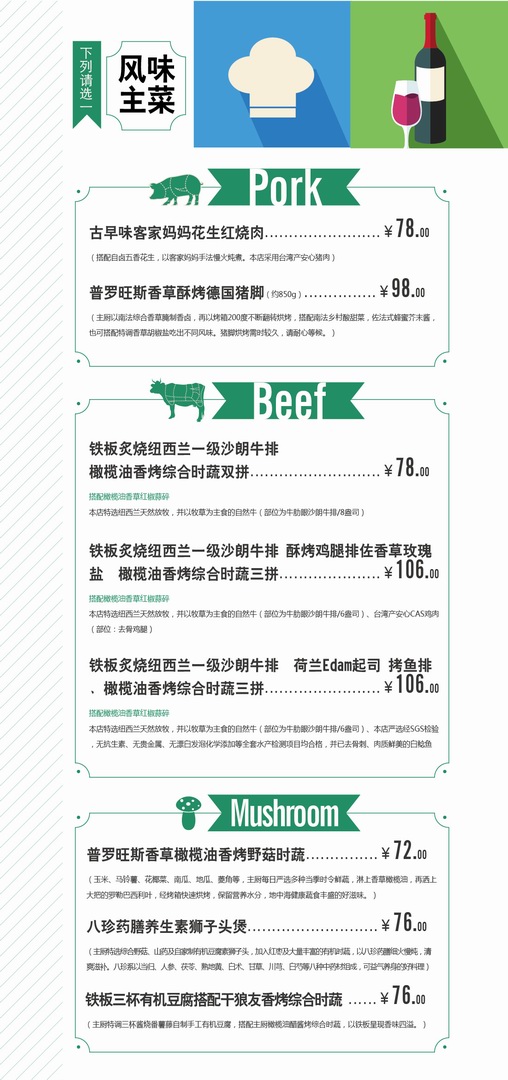 下列请选一
风味
主菜
Pork
古早味客家妈妈花生红烧肉......................¥78.00
（搭配自卤五香花生，以客家妈妈手法慢火炖煮。本店采用台湾产安心猪肉）
普罗旺斯香草酥烤德国猪脚（约850g）................¥98.00
（主厨以南法综合香草腌制香卤，再以烤箱200度不断翻转烘烤，搭配南法乡村酸甜菜，佐法式蜂蜜芥末酱，
也可搭配特调香草胡椒盐吃出不同风味。猪脚烘烤需时较久，请耐心等候。）
Beef
铁板炙烧纽西兰一级沙朗牛排
橄榄油香烤综合时蔬双拼.........................¥78.00
搭配橄榄油香草红椒蒜碎
本店特选纽西兰天然放牧，并以牧草为主食的自然牛（部位为牛肋眼沙朗牛排/8盎司）
铁板炙烧纽西兰一级沙朗牛排 酥烤鸡腿排佐香草玫瑰
盐 橄榄油香烤综合时蔬三拼...................¥106.00
搭配橄榄油香草红椒蒜碎
本店特选纽西兰天然放牧，并以牧草为主食的自然牛（部位为牛肋眼沙朗牛排/6盎司）、台湾产安心CAS鸡肉
（部位：去骨鸡腿）
铁板炙烧纽西兰一级沙朗牛排 荷兰Edam起司 拷鱼排
、橄榄油香烤综合时蔬三拼.....................¥106.00
搭配橄榄油香草红椒蒜碎
本店特选纽西兰天然放牧，并以牧草为主食的自然牛（部位为牛肋眼沙朗牛排/6盎司）、本店严选经SGS检验
，无抗生素、无贵金属、无漂白发泡化学添加等全套水产检测项目均合格，并已去骨刺、肉质鲜美的白鲶鱼
Mushroom
普罗旺斯香草橄榄油香烤野菇时蔬................¥72.00
（玉米、马铃薯、花椰菜、南瓜、地瓜、菱角等，主厨每日严选多种当季时令鲜蔬，淋上香草橄榄油，再洒上
大把的罗勒巴西利叶，经烤箱快速烘烤，保留营养水分，地中海健康蔬食丰盛的好滋味。）
八珍药膳养生素狮子头煲.........................¥76.00
（主厨特选综合野菇、山药及自家制有机豆腐素狮子头，加入红枣及大量丰富的有机时蔬，以八珍药膳细火慢炖，清
爽滋补。八珍系以当归、人参、茯苓、熟地黄、白术、甘草、川芎、白芍等八种中药材组成，可益气养身的好料理）
铁板三杯有机豆腐搭配干狼友香烤综合时蔬 ......¥76.00
（主厨特调三杯酱烧番薯藤自制手工有机豆腐，搭配主厨橄榄油醋酱烤综合时蔬，以铁板呈现香味四溢。）